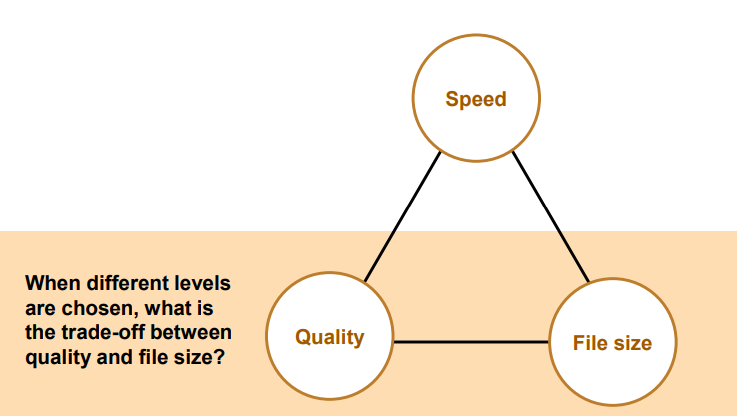 Speed
When different levels
are chosen, what is
the trade-off between
quality and file size?
Quality
File size